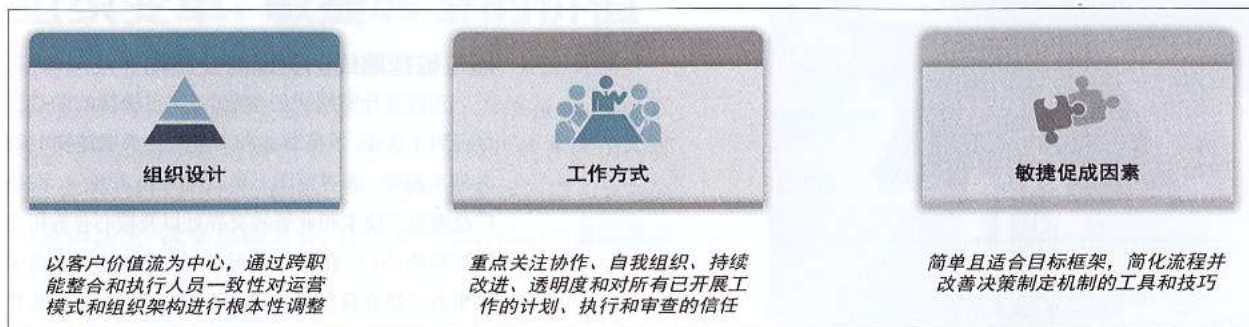 组织设计
工作方式
敏捷促成因素
以客户价值流为中心，通过跨职
能整合和执行人员一致性对运营
模式和组织架构进行根本性调整
重点关注协作、自我组织、持续
改进、透明度和对所有已开展工
作的计划、执行和审查的信任
简单且适合目标框架，简化流程并
改善决策制定机制的工具和技巧